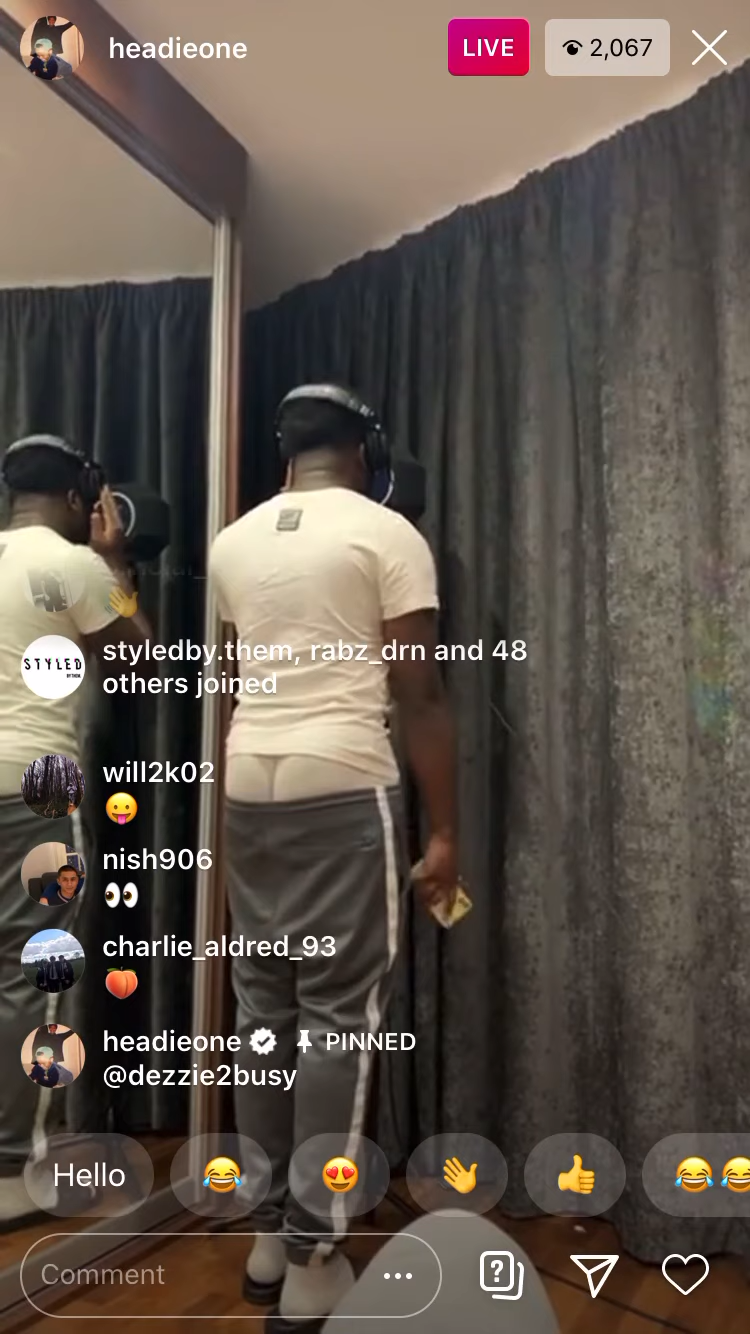 headieone
LIVE
2,067
STYLED
styledby.them, rabz_drn and 48
others joined
will2k02
😛
nish906
👀
charlie_aldred_93
🍑
headieone PINNED
@dezzie2busy
Hello 😂 😍 👋 👍 😂😂
Comment